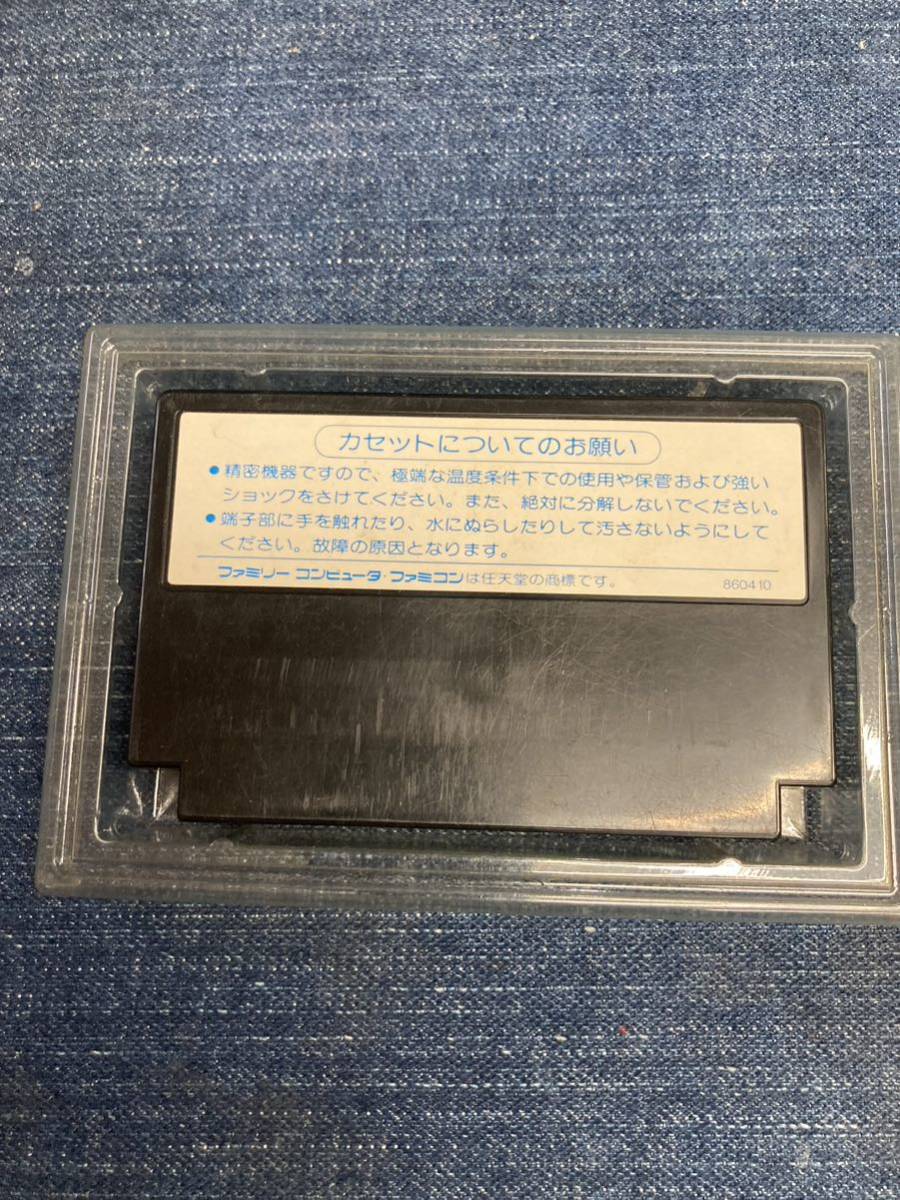 カセットについてのお願い
●精密機器ですので、極端な温度条件下での使用や保管および強い
ショックをさけてください。また、絶対に分解しないでください。
●端子部に手を触れたり、水にぬらしたりして汚さないようにして
ください。故障の原因となります。
ファミリーコンピュータ・ファミコンは任天堂の商標です。 860410